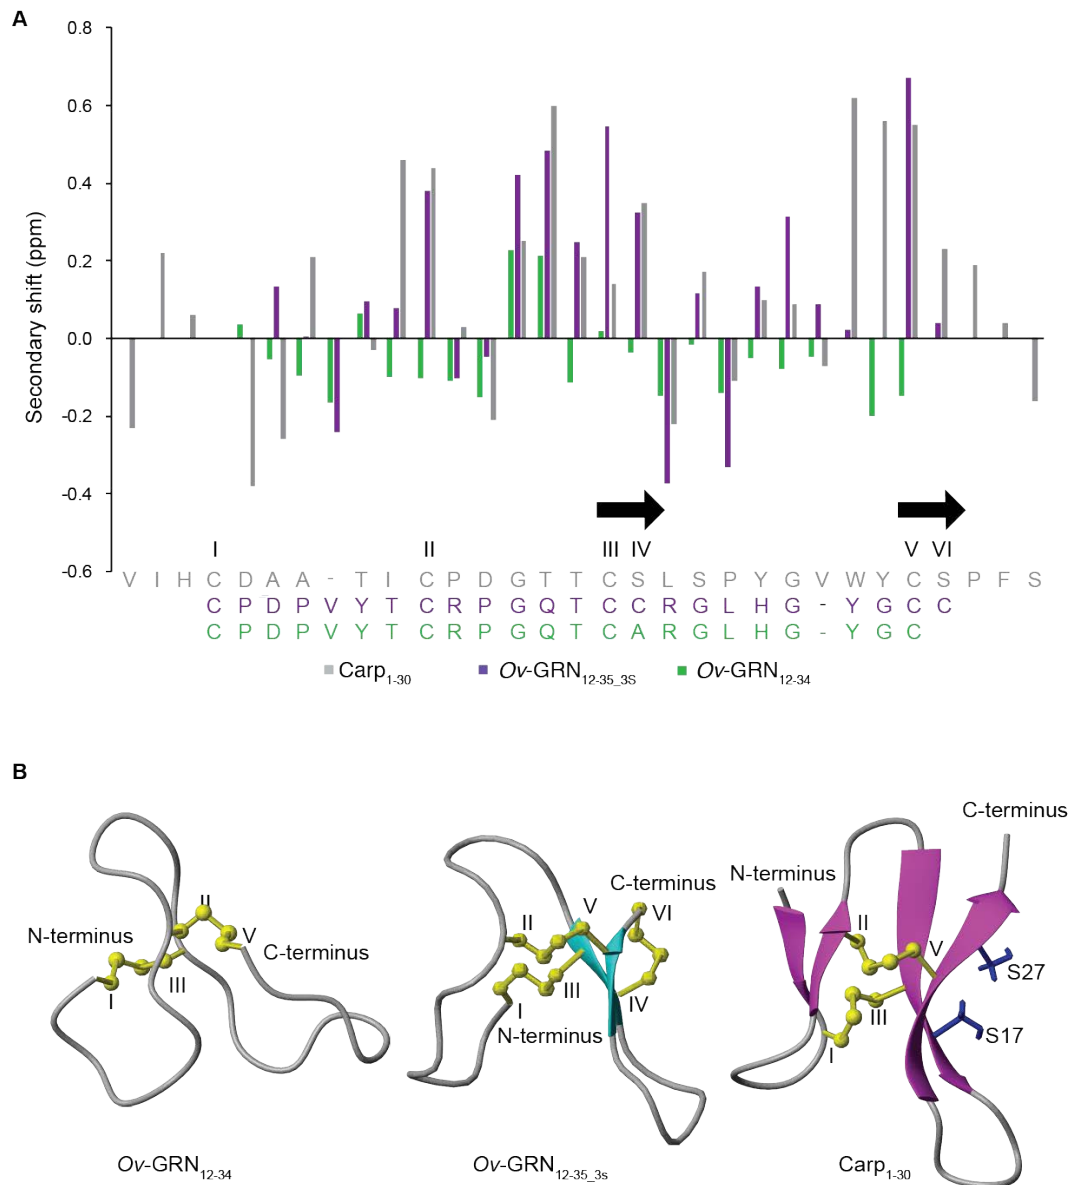 A
0.8
0.6
0.4
0.2
0.0
-0.2
-0.4
-0.6
Secondary shift (ppm)
I II III IV V VI
V I H C D A A - T I C P D G T T C S L S P Y G V W Y C S P F S
C P D P V Y T C R P G Q T C C R G L H G - Y G C C
C P D P V Y T C R P G Q T C A R G L H G - Y G C
Carp1-30 Ov-GRN12-35_3S Ov-GRN12-34
B
N-terminus
I
II
III
V
C-terminus
Ov-GRN12-34
II
V
C-terminus
VI
I
III
IV
N-terminus
Ov-GRN12-35_3s
C-terminus
N-terminus
II
V
III
I
S27
S17
Carp1-30